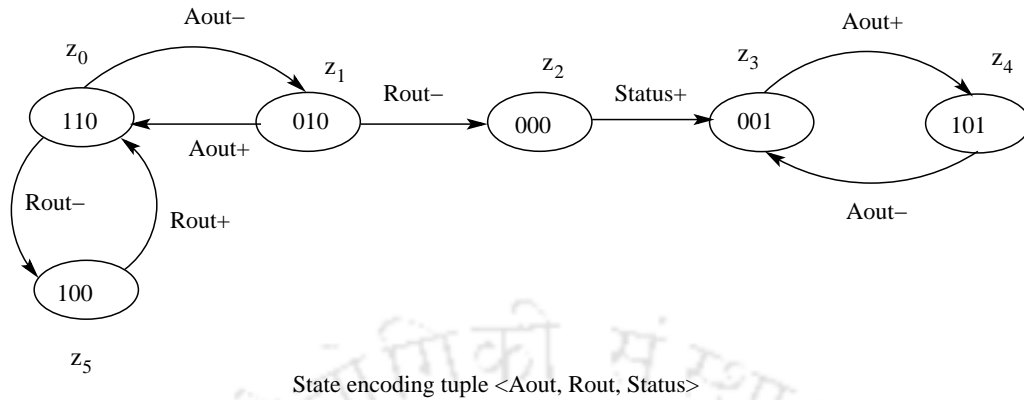 Aout−
z0
z1
z2
z3
Aout+
z4
110
010
Rout−
000
Status+
001
101
Aout+
Aout−
Rout−
Rout+
100
z5
State encoding tuple <Aout, Rout, Status>